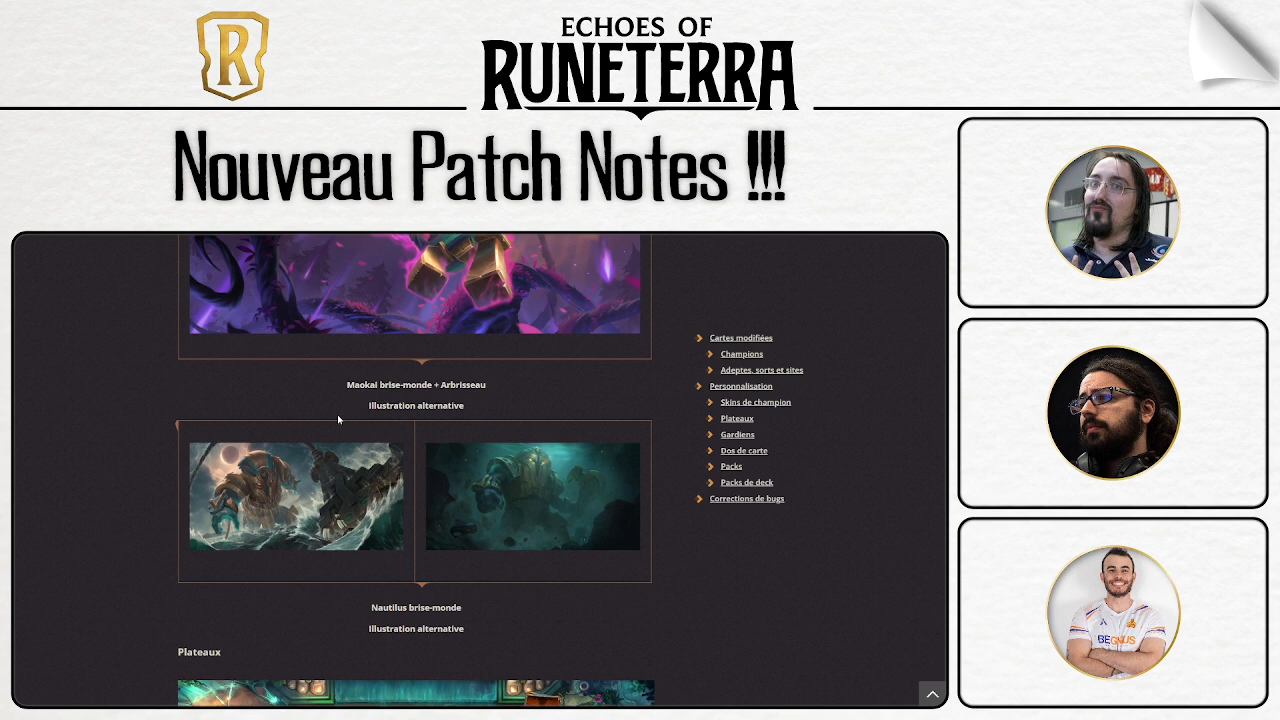 R
ECHOES OF
RUNETERRA
Nouveau Patch Notes !!!
Maokai brise-monde + Arbrisseau
Illustration alternative
Nautilus brise-monde
Illustration alternative
Plateaux
Cartes modifiées
Champions
Adeptes, sorts et sites
Personnalisation
Skins de champion
Plateaux
Gardiens
Dos de carte
Packs
Packs de deck
Corrections de bugs
BEGNUS